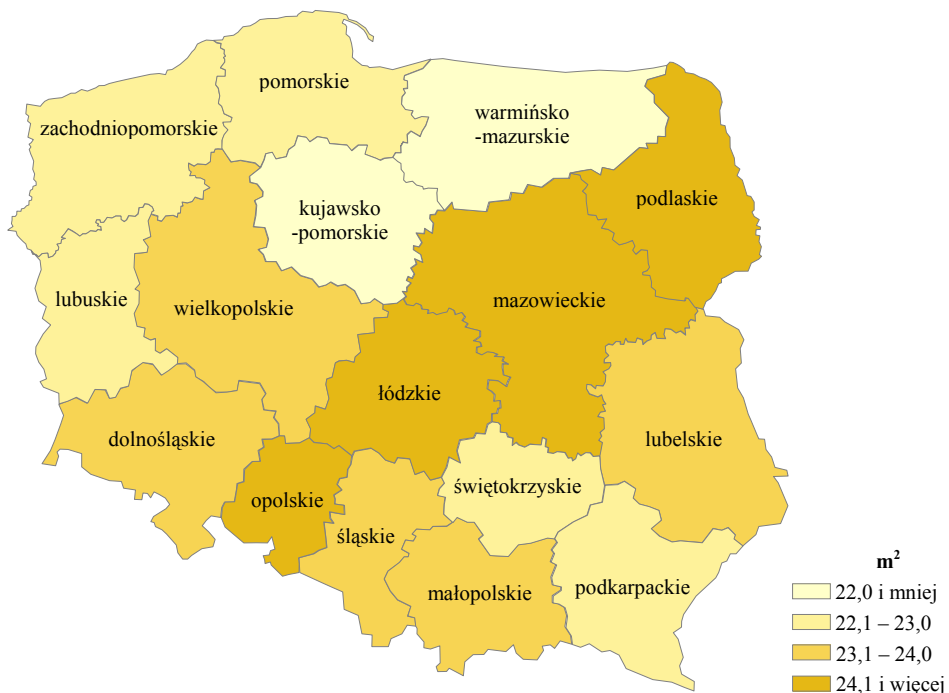 pomorskie
zachodniopomorskie
warmińsko
-mazurskie
podlaskie
kujawsko
-pomorskie
lubuskie
wielkopolskie
mazowieckie
łódzkie
dolnośląskie
lubelskie
opolskie
świętokrzyskie
śląskie
małopolskie
podkarpackie
m²
22,0 i mniej
22,1 – 23,0
23,1 – 24,0
24,1 i więcej